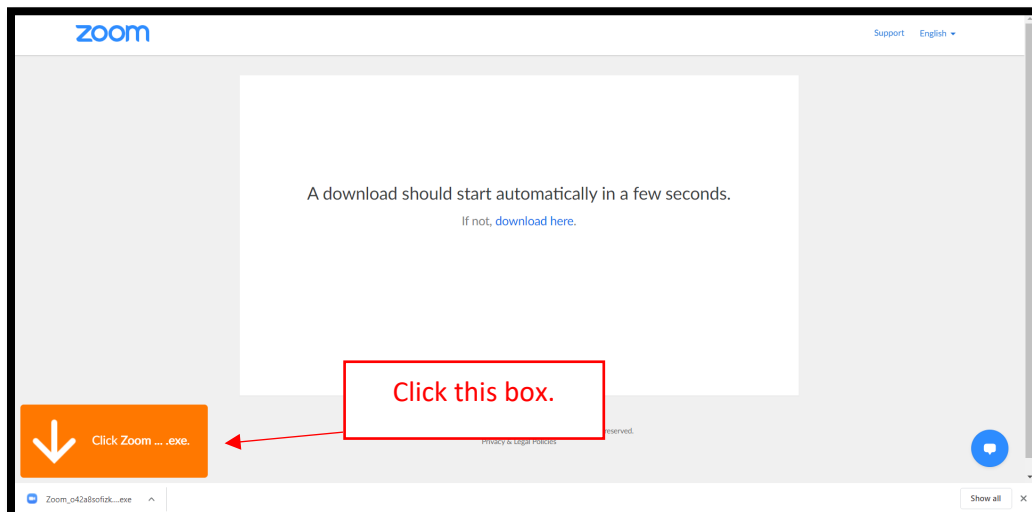 zoom
Support English
A download should start automatically in a few seconds.
If not, download here.
Click this box.
reserved.
Privacy & Legal Policies
Click Zoom ... .exe.
Zoom_o42a8sofizk....exe
Show all